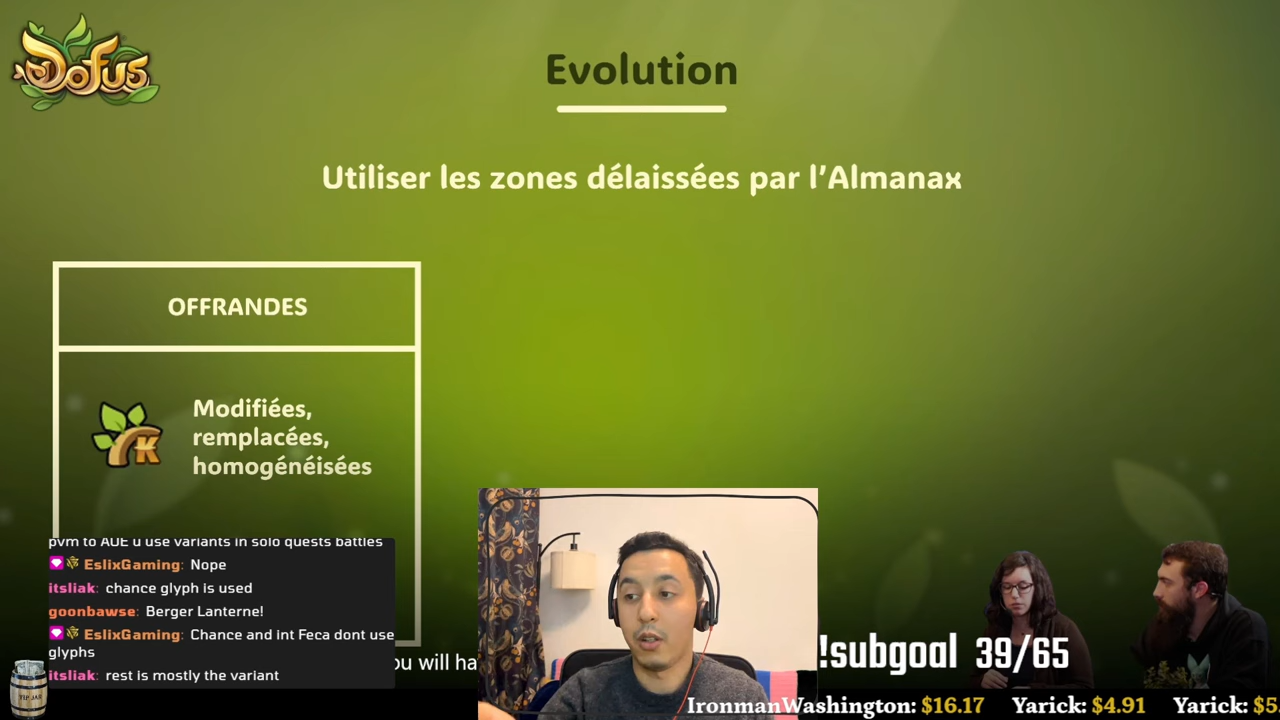 Dofus
Evolution
Utiliser les zones délaissées par l'Almanax
OFFRANDES
K
Modifiées,
remplacées,
homogénéisées
pvm to AOE u use variants in solo quests battles
EslixGaming: Nope
itsliak: chance glyph is used
goonbawse: Berger Lanterne!
EslixGaming: Chance and int Feca dont use
glyphs
itsliak: rest is mostly the variant
ou will ha
!subgoal 39/65
TIP JAR
IronmanWashington: $16.17 Yarick: $4.91 Yarick: $5.